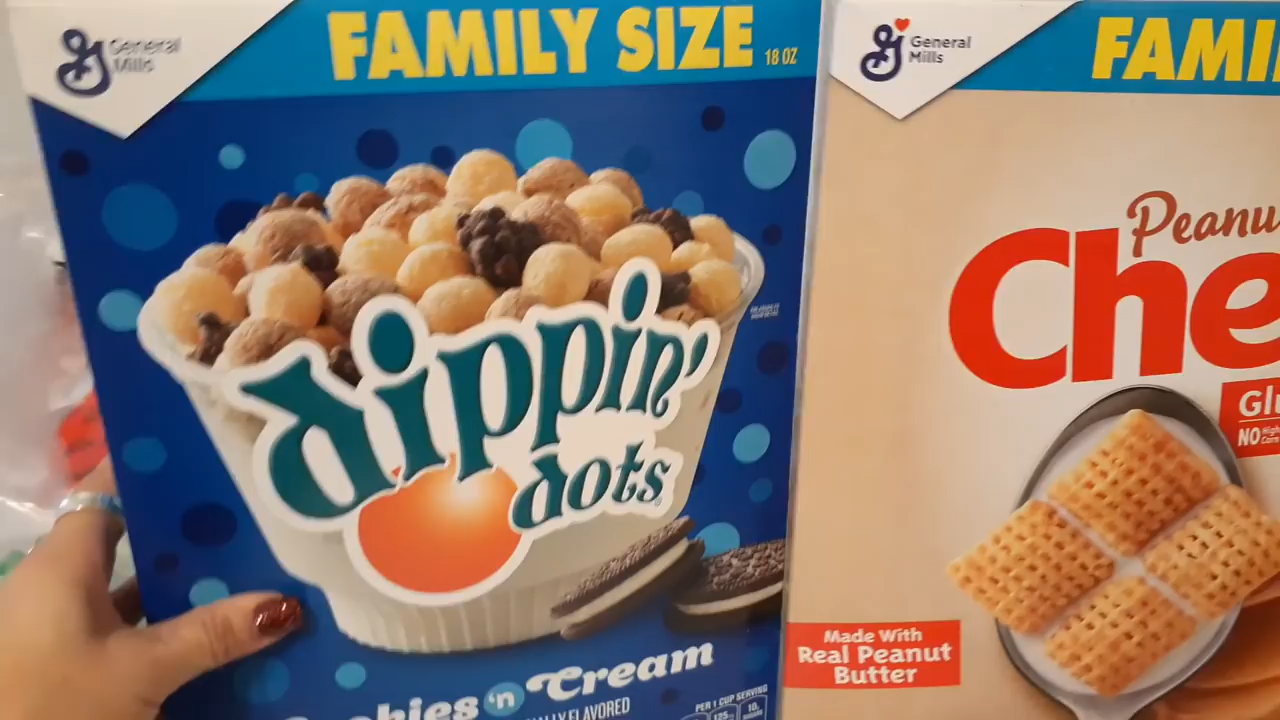 General
Mills
FAMILY SIZE 18 OZ
dippin'
dots
'n Cream
FLAVORED
PER 1 CUP SERVING
General
Mills
FAMI
Peanu
Che
Gl
NO
Made With
Real Peanut
Butter